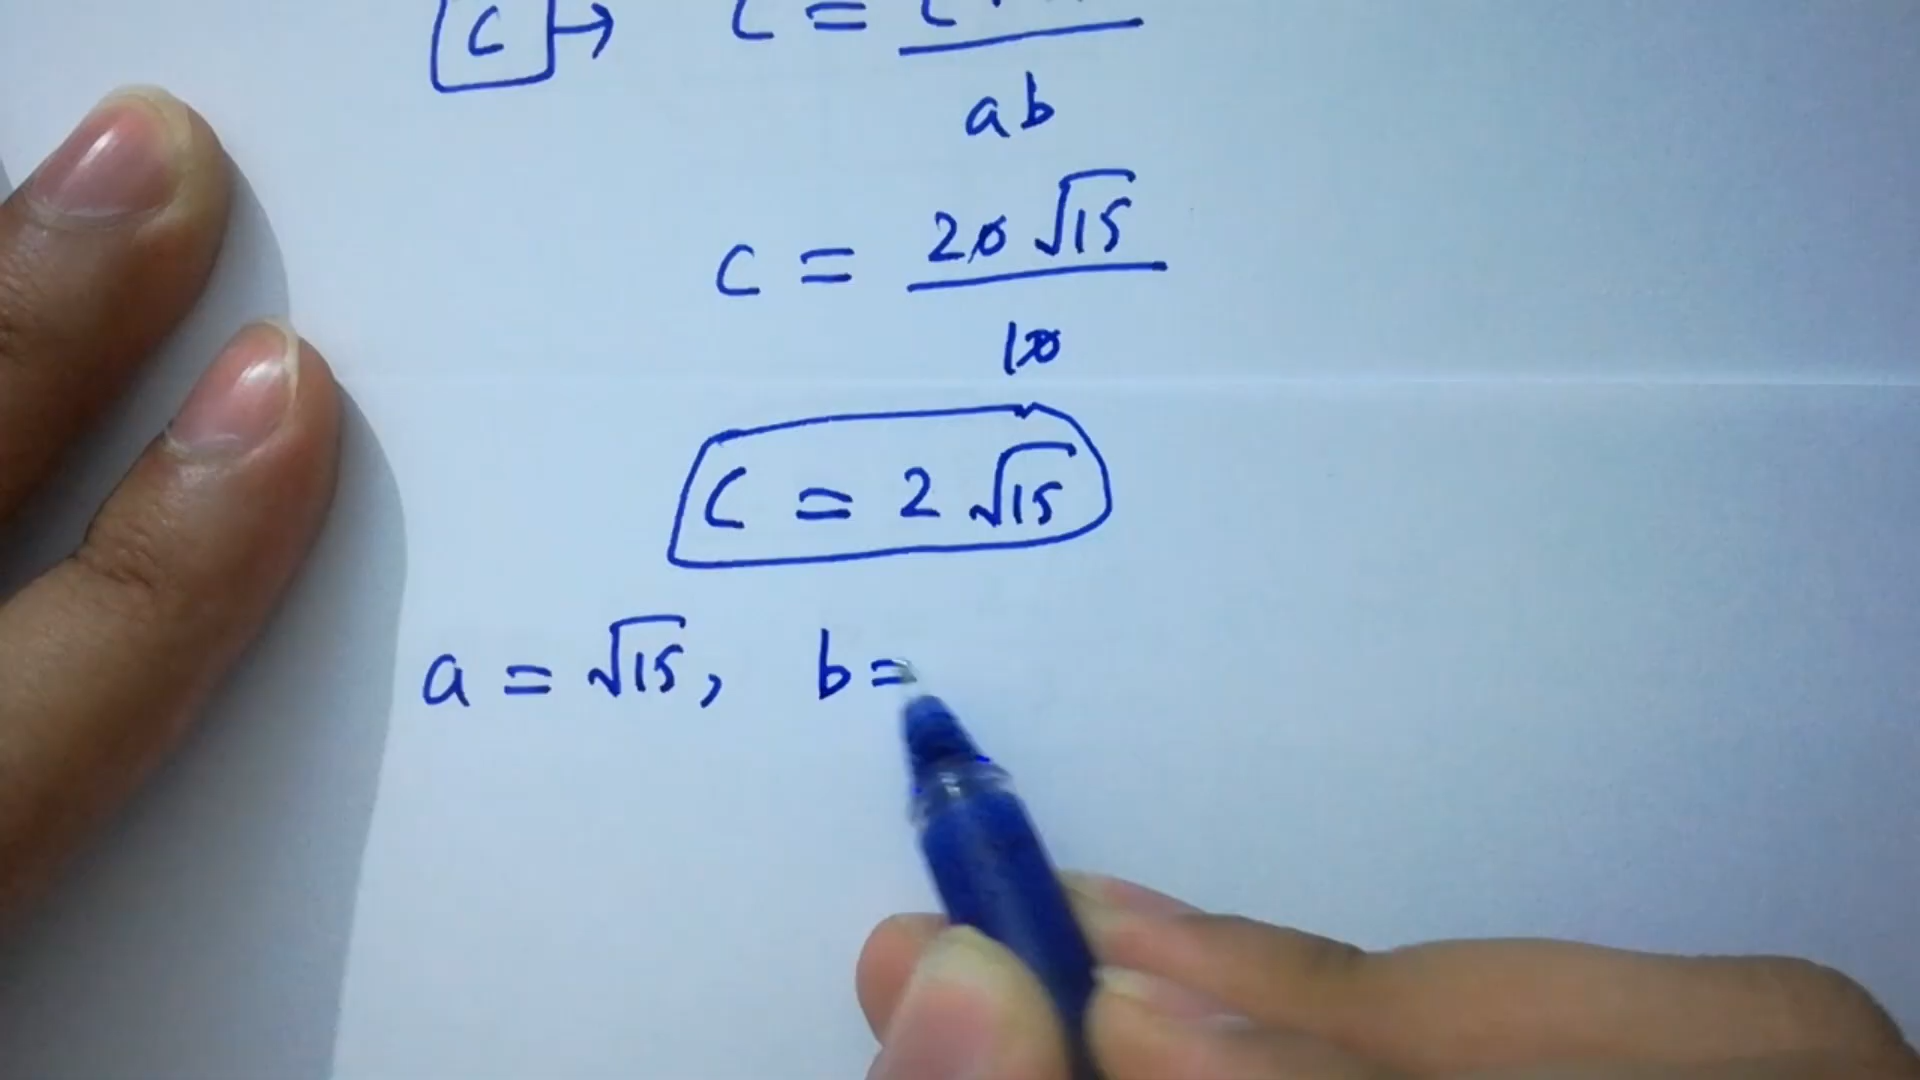 C → C =
ab
C = 20 √15
10
C = 2 √15
a = √15, b =